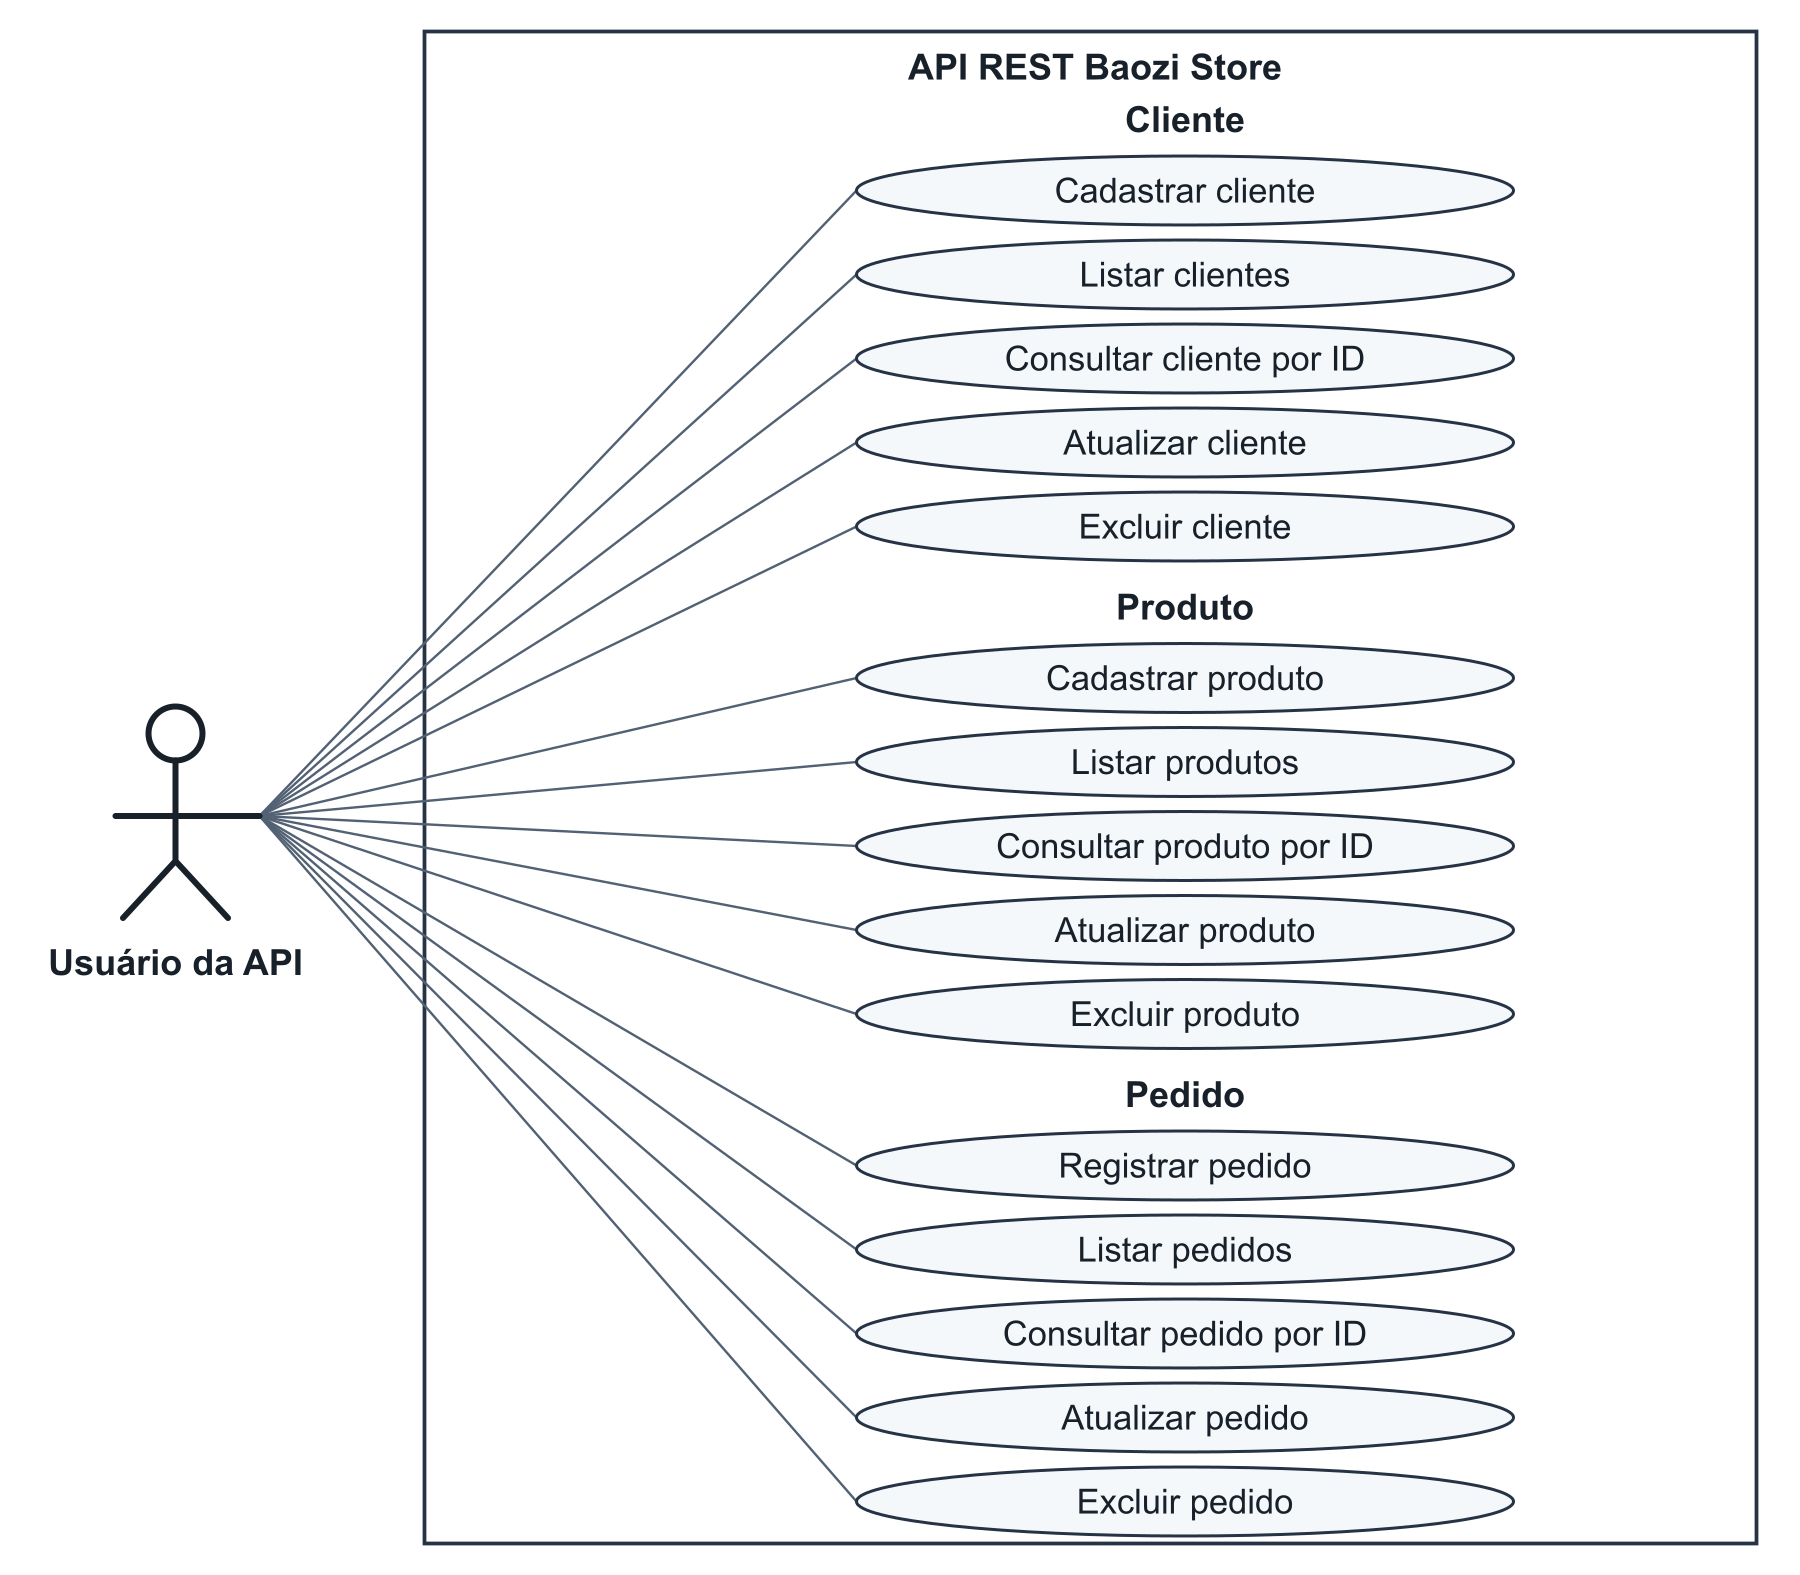 API REST Baozi Store
Cliente
Cadastrar cliente
Listar clientes
Consultar cliente por ID
Atualizar cliente
Excluir cliente
Produto
Cadastrar produto
Listar produtos
Consultar produto por ID
Atualizar produto
Excluir produto
Usuário da API
Pedido
Registrar pedido
Listar pedidos
Consultar pedido por ID
Atualizar pedido
Excluir pedido